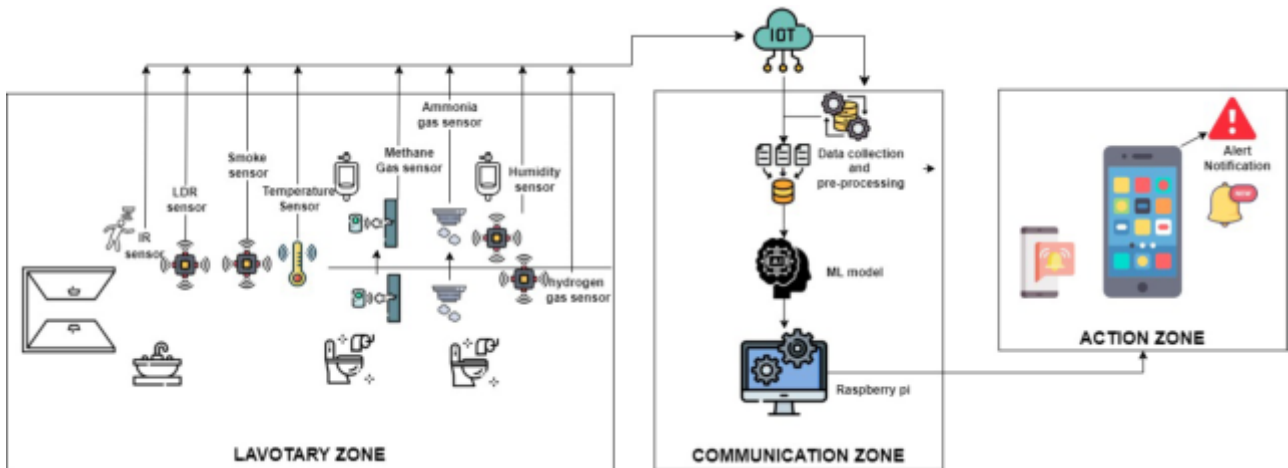 IOT
Ammonia
gas sensor
Smoke
sensor
Methane
Gas sensor
Humidity
sensor
LDR
sensor
Temperature
Sensor
IR
sensor
hydrogen
gas sensor
LAVOTARY ZONE
Data collection
and
pre-processing
ML model
Raspberry pi
COMMUNICATION ZONE
Alert
Notification
NEW
ACTION ZONE